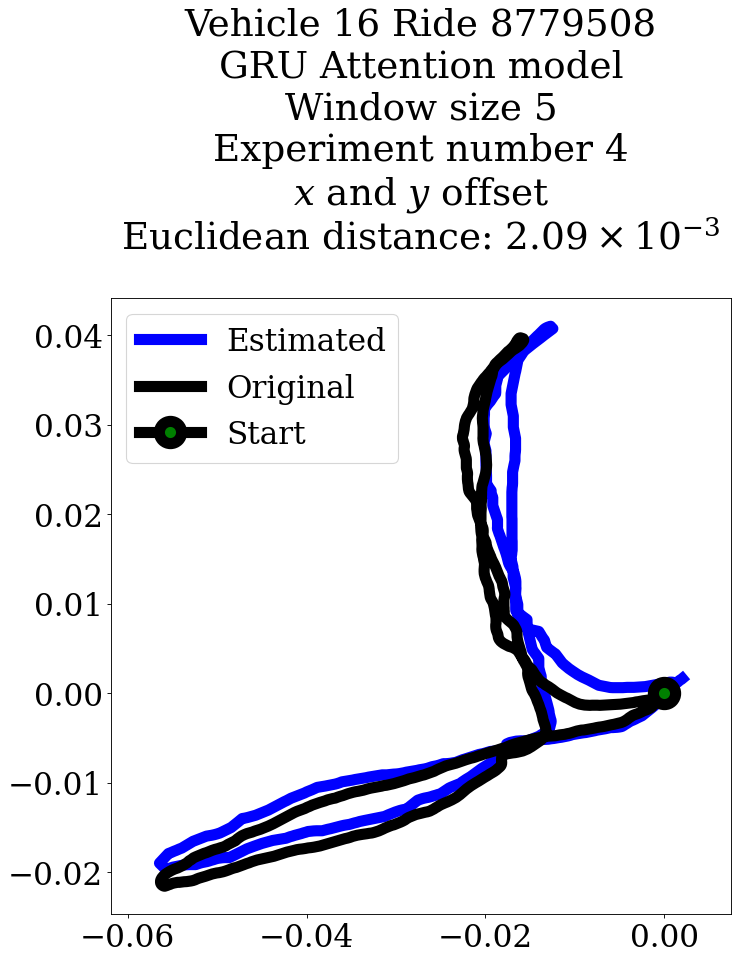 Vehicle 16 Ride 8779508
GRU Attention model
Window size 5
Experiment number 4
x and y offset
Euclidean distance: 2.09 × 10⁻³
Estimated
Original
Start
0.04
0.03
0.02
0.01
0.00
−0.01
−0.02
−0.06
−0.04
−0.02
0.00